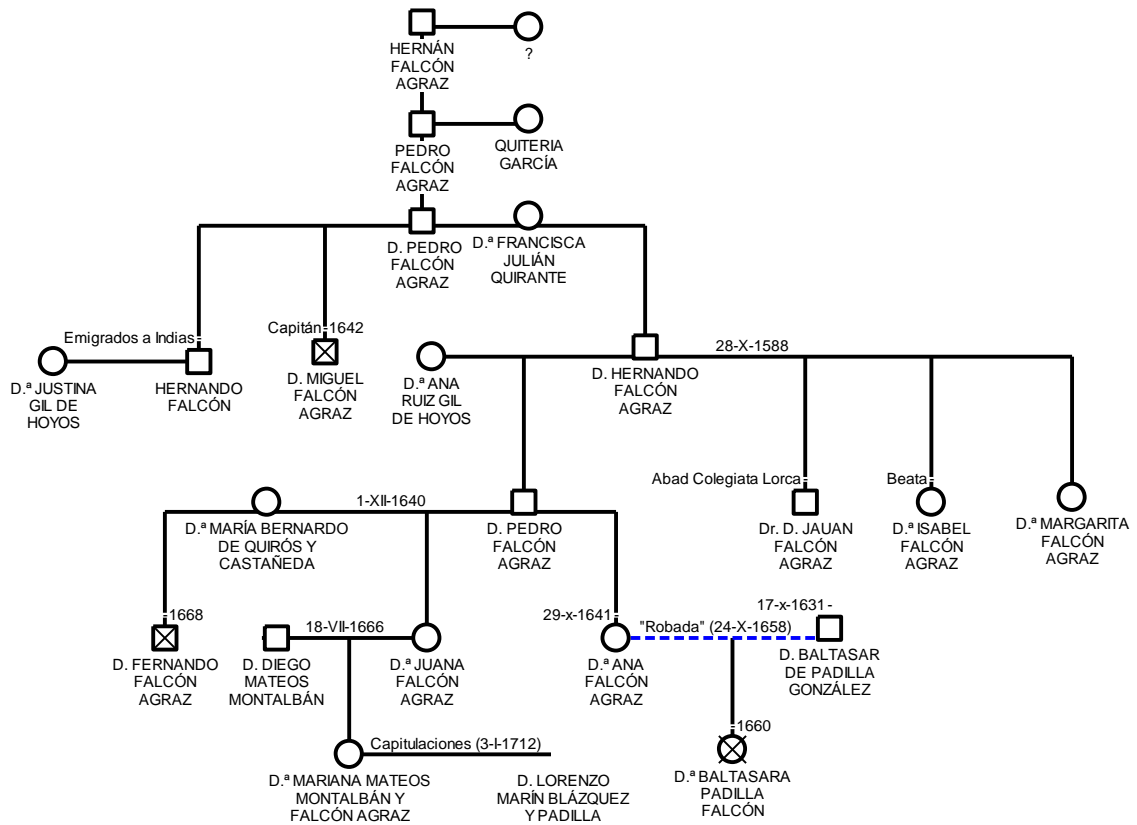 HERNÁN
FALCÓN
AGRAZ
?
PEDRO
FALCÓN
AGRAZ
QUITERIA
GARCÍA
D. PEDRO
FALCÓN
AGRAZ
D.ª FRANCISCA
JULIÁN
QUIRANTE
Emigrados a Indias-
D.ª JUSTINA
GIL DE
HOYOS
HERNANDO
FALCÓN
Capitán-1642
D. MIGUEL
FALCÓN
AGRAZ
D.ª ANA
RUIZ GIL
DE HOYOS
28-X-1588
D. HERNANDO
FALCÓN
AGRAZ
1-XII-1640
D.ª MARÍA BERNARDO
DE QUIRÓS Y
CASTAÑEDA
D. PEDRO
FALCÓN
AGRAZ
Abad Colegiata Lorca-
Dr. D. JAUAN
FALCÓN
AGRAZ
Beata-
D.ª ISABEL
FALCÓN
AGRAZ
D.ª MARGARITA
FALCÓN
AGRAZ
-1668
D. FERNANDO
FALCÓN
AGRAZ
18-VII-1666
D. DIEGO
MATEOS
MONTALBÁN
D.ª JUANA
FALCÓN
AGRAZ
29-x-1641-
D.ª ANA
FALCÓN
AGRAZ
"Robada" (24-X-1658)
17-x-1631-
D. BALTASAR
DE PADILLA
GONZÁLEZ
Capitulaciones (3-I-1712)
D.ª MARIANA MATEOS
MONTALBÁN Y
FALCÓN AGRAZ
D. LORENZO
MARÍN BLÁZQUEZ
Y PADILLA
-1660
D.ª BALTASARA
PADILLA
FALCÓN